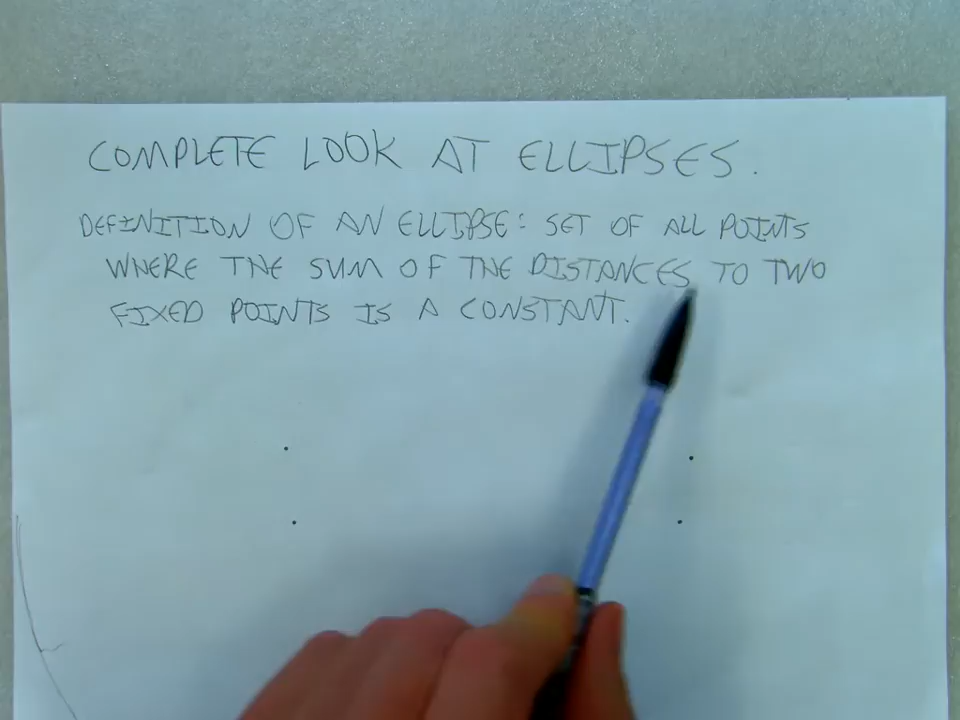 COMPLETE LOOK AT ELLIPSES.
DEFINITION OF AN ELLIPSE: SET OF ALL POINTS
WHERE THE SUM OF THE DISTANCES TO TWO
FIXED POINTS IS A CONSTANT.